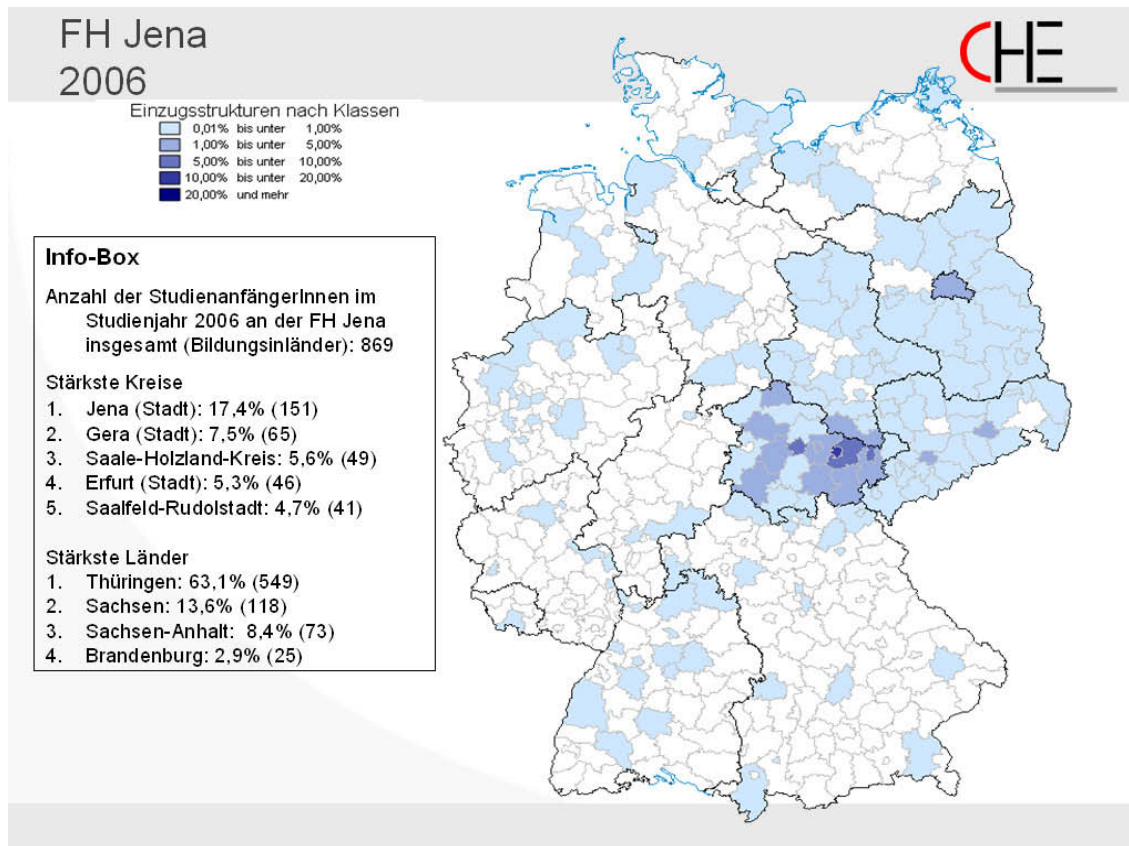 FH Jena
2006
CHE
Einzugsstrukturen nach Klassen
0,01% bis unter 1,00%
1,00% bis unter 5,00%
5,00% bis unter 10,00%
10,00% bis unter 20,00%
20,00% und mehr
Info-Box
Anzahl der StudienanfängerInnen im
Studienjahr 2006 an der FH Jena
insgesamt (Bildungsinländer): 869
Stärkste Kreise
1. Jena (Stadt): 17,4% (151)
2. Gera (Stadt): 7,5% (65)
3. Saale-Holzland-Kreis: 5,6% (49)
4. Erfurt (Stadt): 5,3% (46)
5. Saalfeld-Rudolstadt: 4,7% (41)
Stärkste Länder
1. Thüringen: 63,1% (549)
2. Sachsen: 13,6% (118)
3. Sachsen-Anhalt: 8,4% (73)
4. Brandenburg: 2,9% (25)